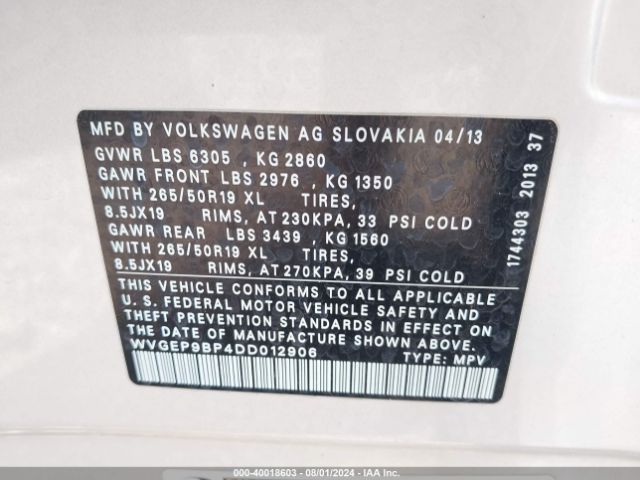 MFD BY VOLKSWAGEN AG SLOVAKIA 04/13
GVWR LBS 6305 , KG 2860
GAWR FRONT LBS 2976 , KG 1350
WITH 265/50R19 XL TIRES,
8.5JX19 RIMS, AT 230KPA, 33 PSI COLD
GAWR REAR LBS 3439 , KG 1560
WITH 265/50R19 XL TIRES,
8.5JX19 RIMS, AT 270KPA, 39 PSI COLD
THIS VEHICLE CONFORMS TO ALL APPLICABLE
U. S. FEDERAL MOTOR VEHICLE SAFETY AND
THEFT PREVENTION STANDARDS IN EFFECT ON
THE DATE OF MANUFACTURE SHOWN ABOVE.
WVGEP9BP4DD012906 TYPE: MPV
1744303 2013 37
000-40018603 - 08/01/2024 - IAA Inc.